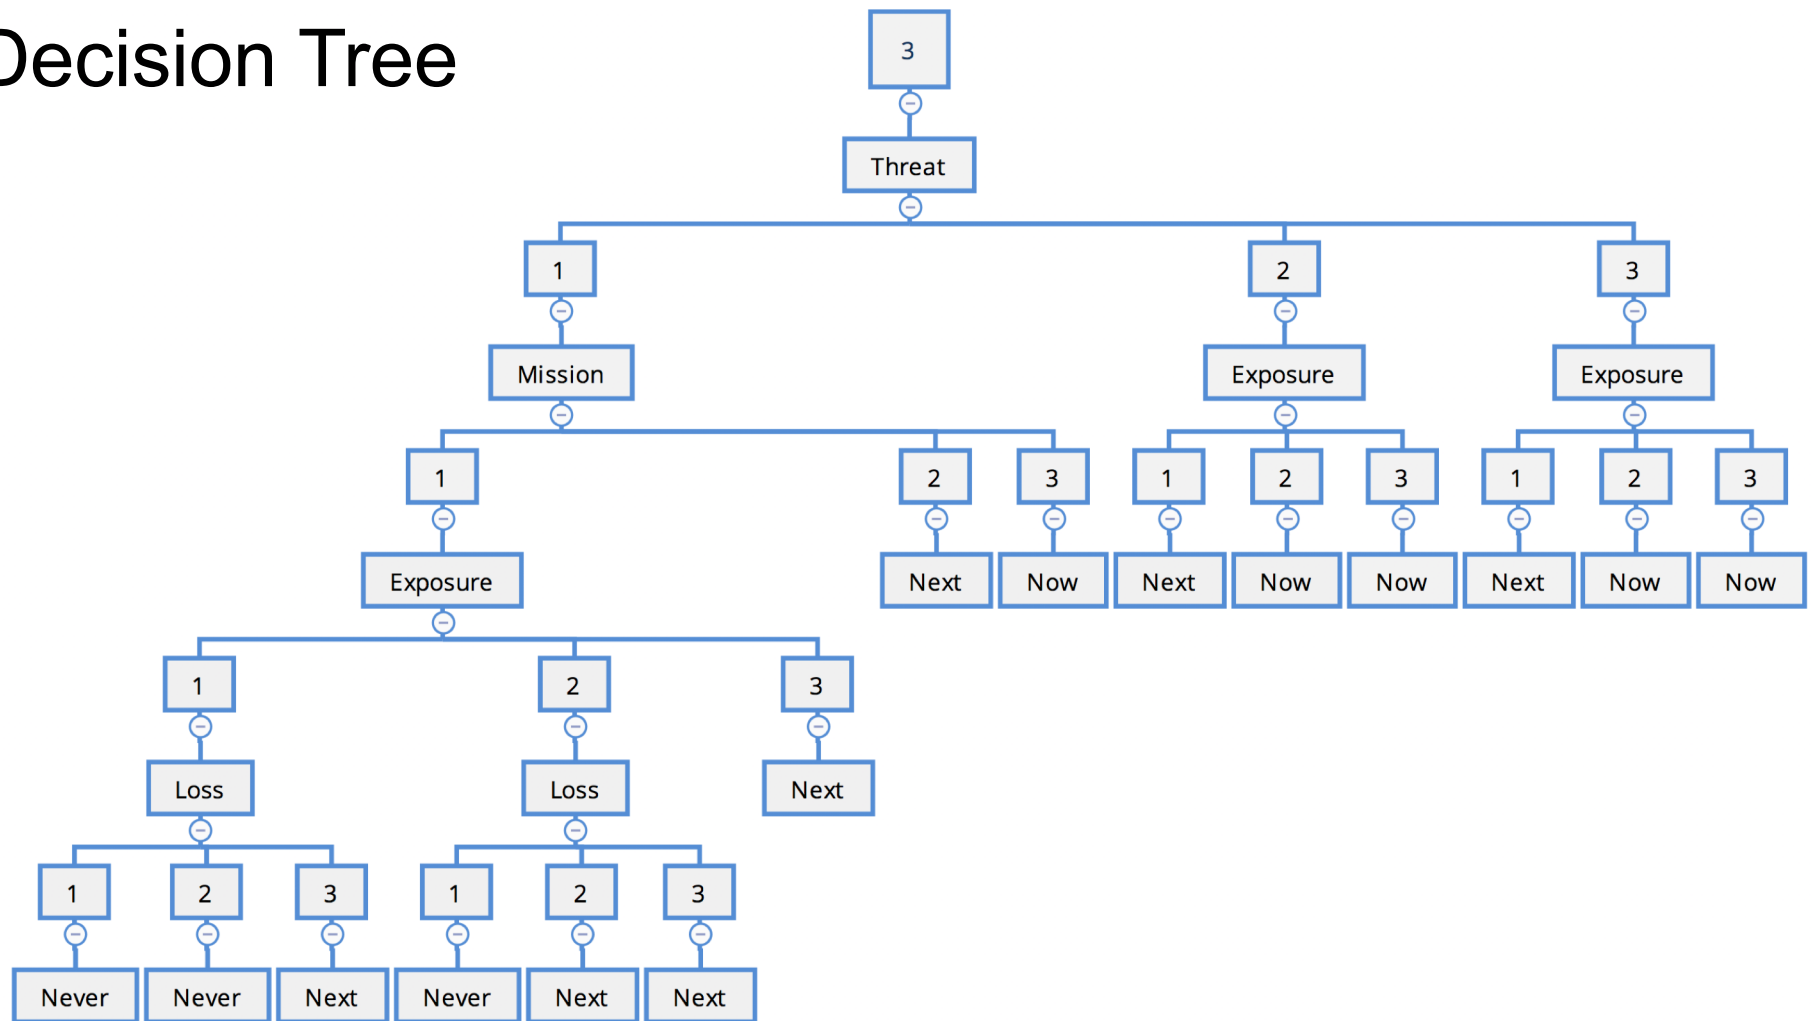 Decision Tree
3
Threat
1 2 3
Mission Exposure Exposure
1 2 3 1 2 3 1 2 3
Exposure Next Now Next Now Now Next Now Now
1 2 3
Loss Loss Next
1 2 3 1 2 3
Never Never Next Never Next Next